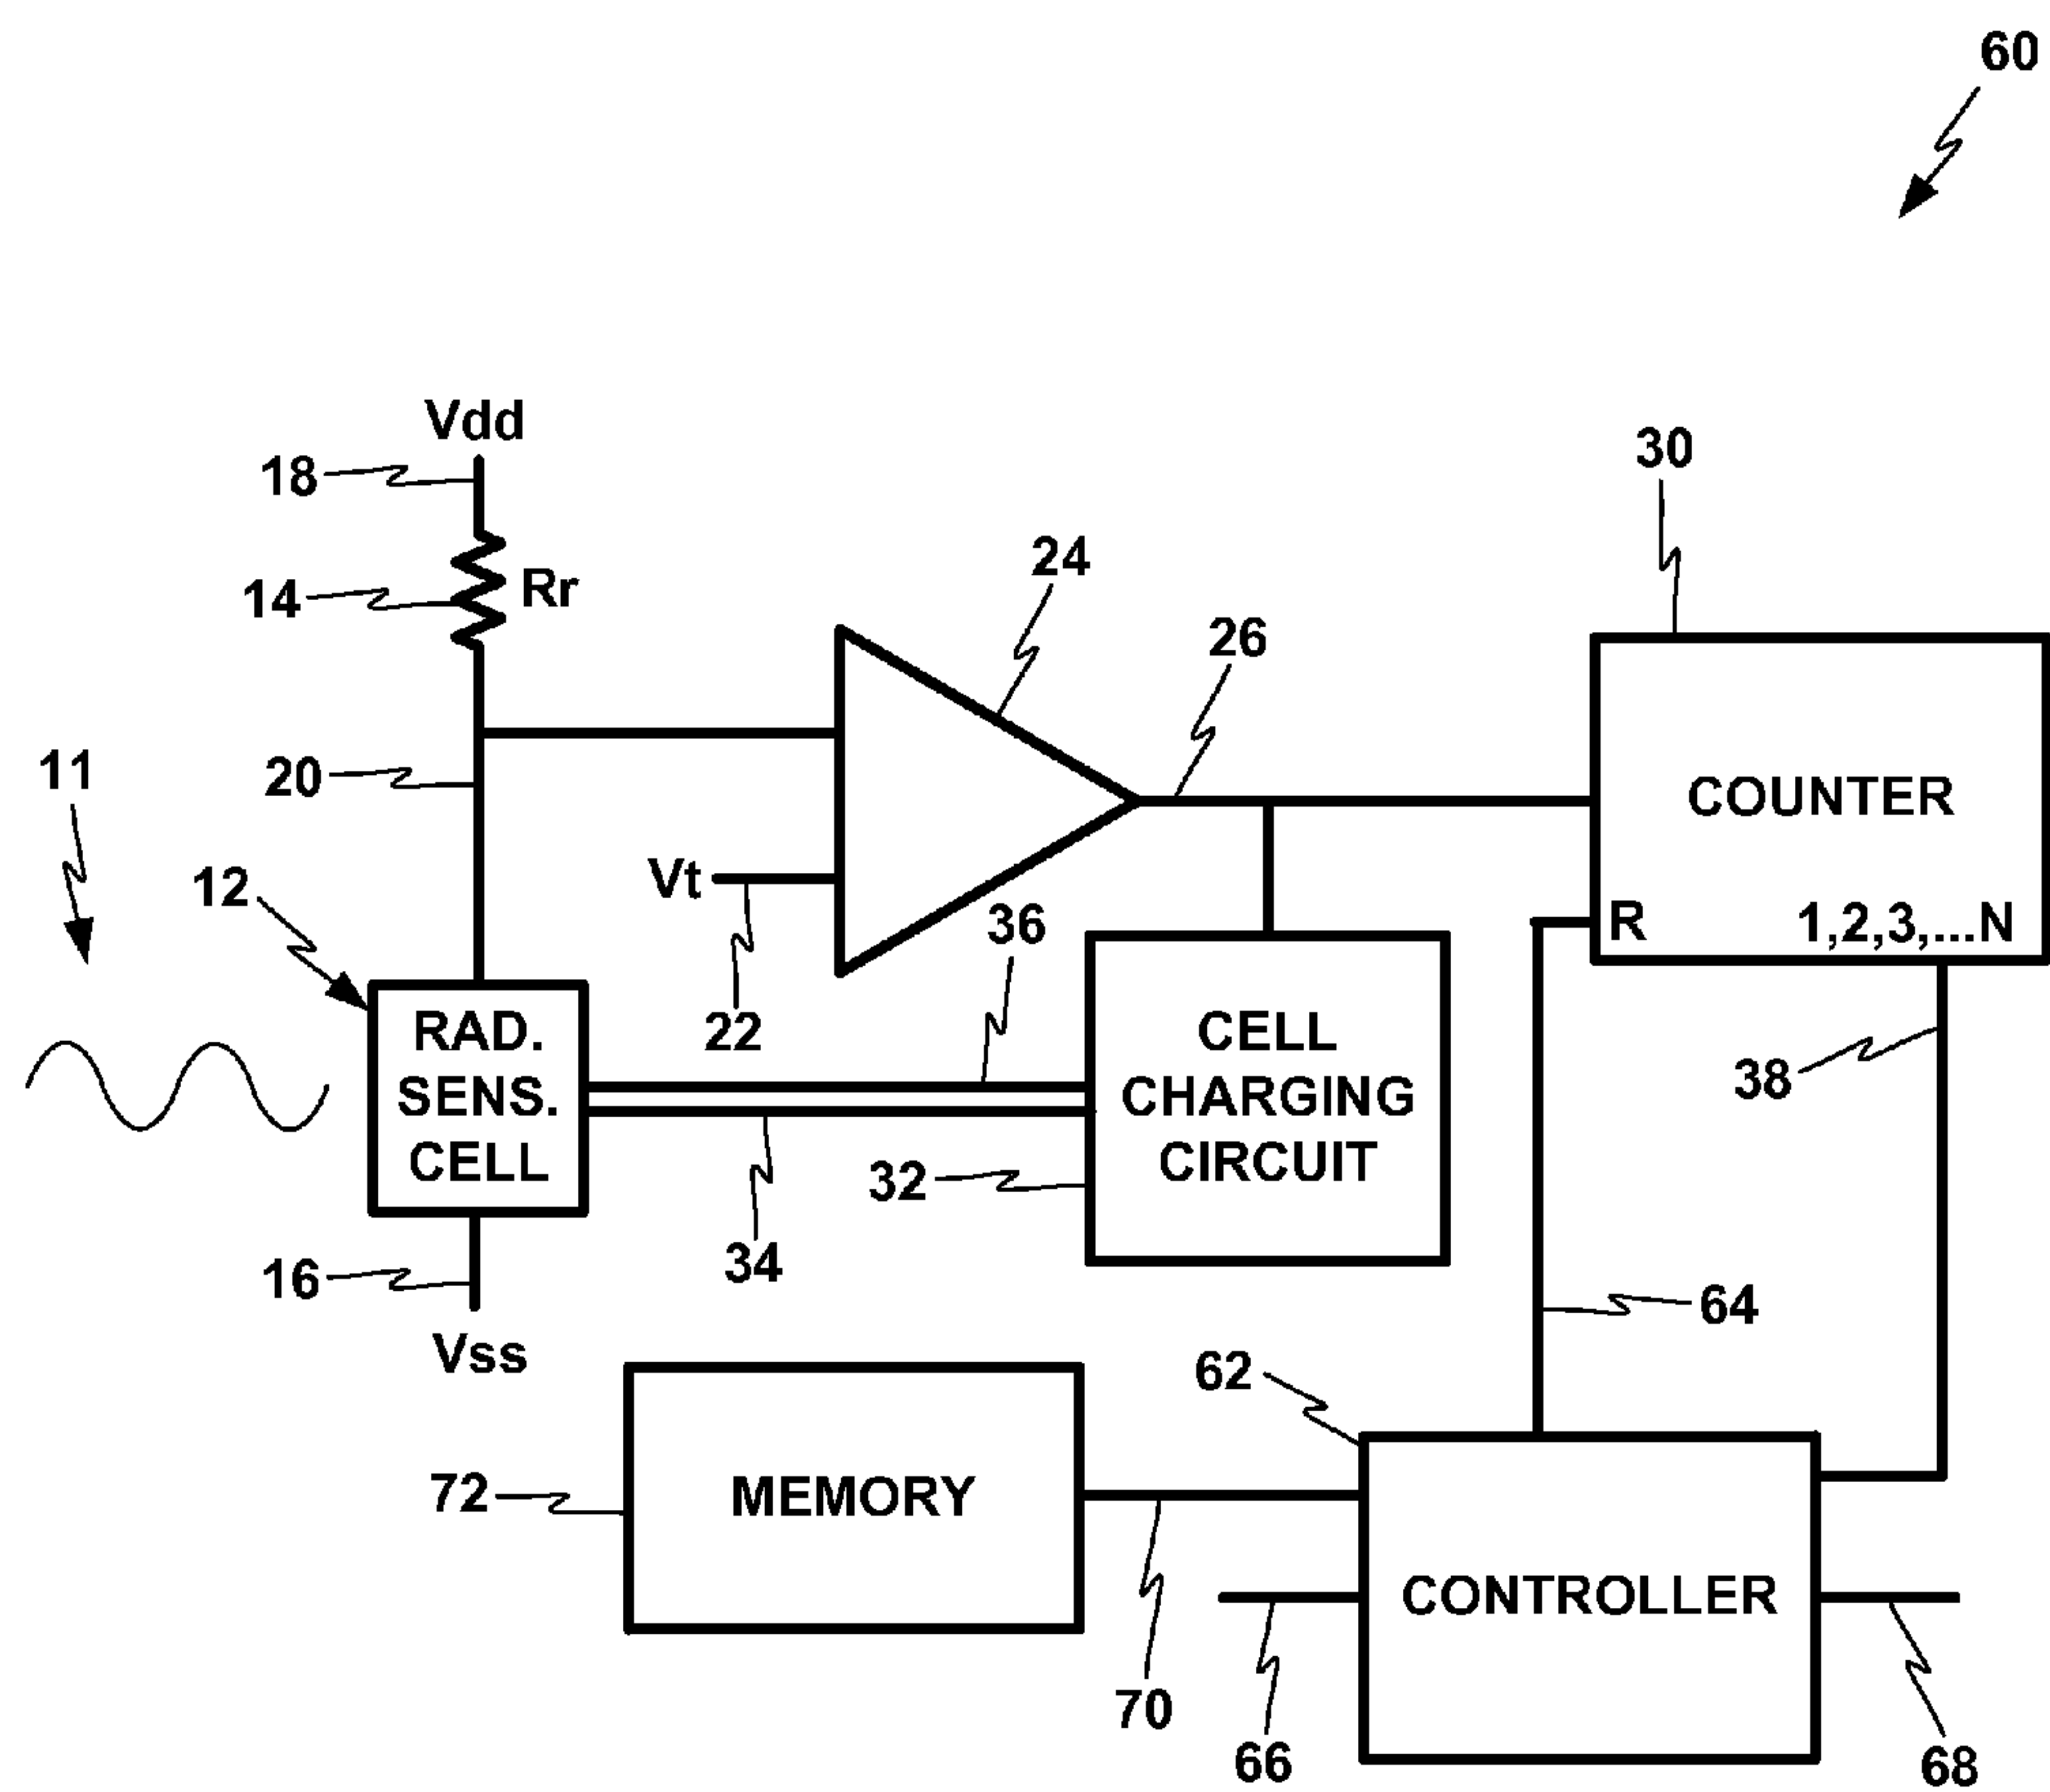 60
Vdd
18
30
14
Rr
24
26
11
20
COUNTER
12
Vt
36
R
1,2,3,...N
22
RAD.
SENS.
CELL
CELL
CHARGING
CIRCUIT
38
32
34
16
64
Vss
62
72
MEMORY
CONTROLLER
70
66
68